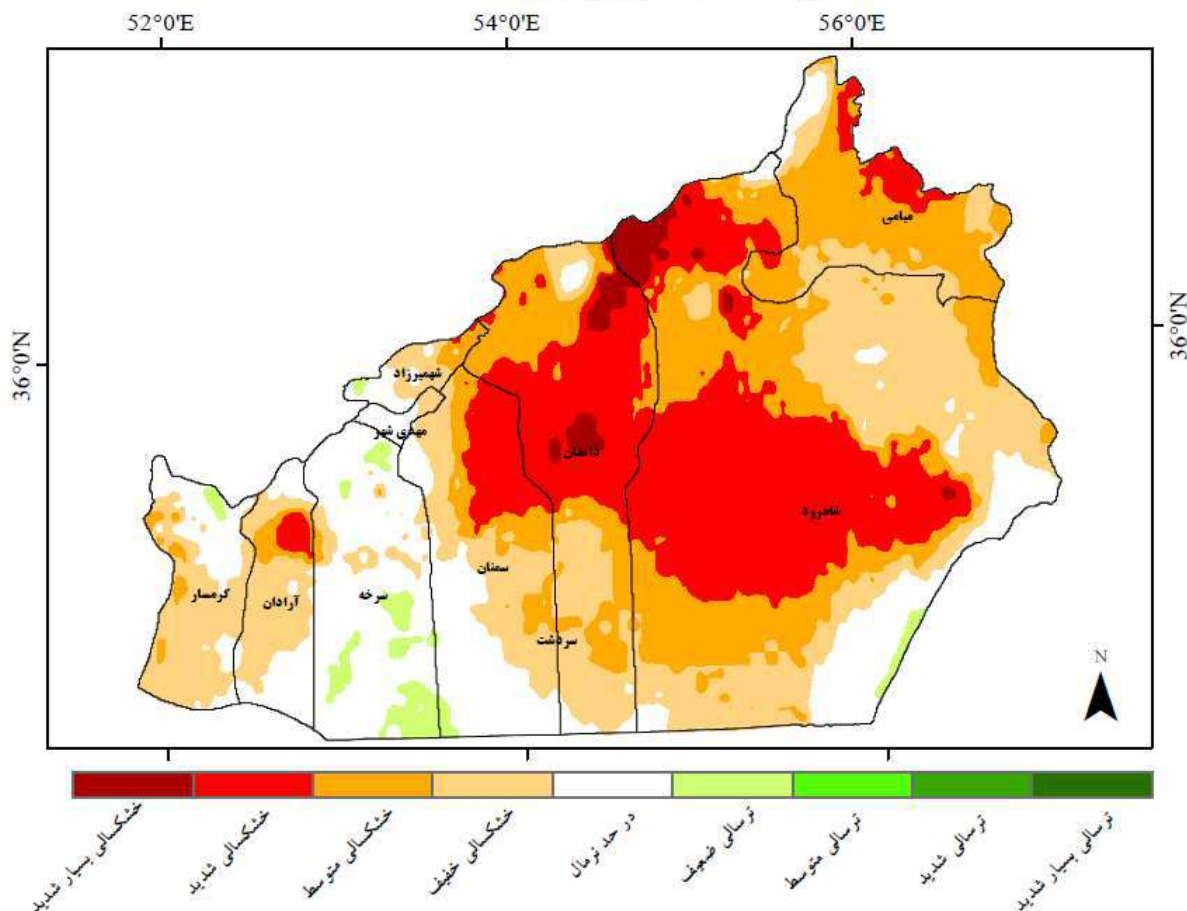 52°0'E 54°0'E 56°0'E
36°0'N
36°0'N
میامی
شهمیرزاد
مهدی شهر
دامغان
شاهرود
گرمسار
آرادان
سرخه
سمنان
سردشت
N
خشکسالی بسیار شدید
خشکسالی شدید
خشکسالی متوسط
خشکسالی خفیف
در حد نرمال
ترسالی ضعیف
ترسالی متوسط
ترسالی شدید
ترسالی بسیار شدید